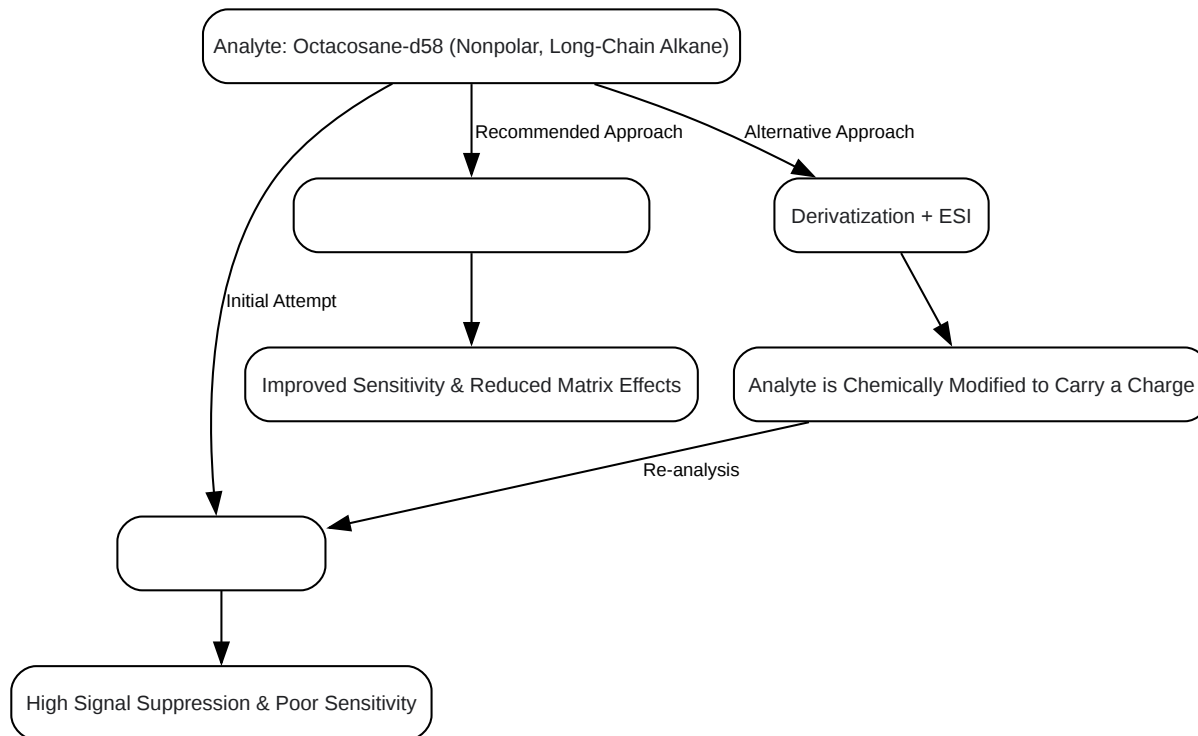 Analyte: Octacosane-d58 (Nonpolar, Long-Chain Alkane)
Recommended Approach
Alternative Approach
Derivatization + ESI
Initial Attempt
Improved Sensitivity & Reduced Matrix Effects
Analyte is Chemically Modified to Carry a Charge
Re-analysis
High Signal Suppression & Poor Sensitivity